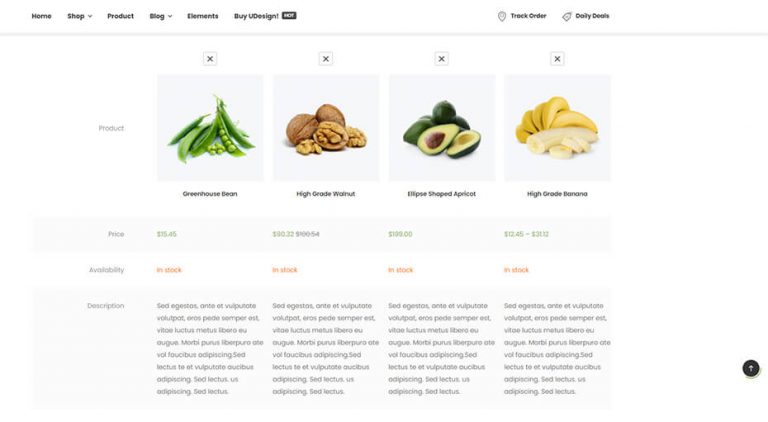 Home Shop Product Blog Elements Buy UDesign! HOT Track Order Daily Deals
Product
Greenhouse Bean High Grade Walnut Ellipse Shaped Apricot High Grade Banana
Price $15.45 $90.32 $100.54 $199.00 $12.45 – $31.12
Availability In stock In stock In stock In stock
Description
Sed egestas, ante et vulputate volutpat, eros pede semper est, vitae luctus metus libero eu augue. Morbi purus liberpuro ate vol faucibus adipiscing.Sed lectus te et vulputate aucibus adipiscing. Sed lectus. us adipiscing. Sed lectus.
Sed egestas, ante et vulputate volutpat, eros pede semper est, vitae luctus metus libero eu augue. Morbi purus liberpuro ate vol faucibus adipiscing.Sed lectus te et vulputate aucibus adipiscing. Sed lectus. us adipiscing. Sed lectus.
Sed egestas, ante et vulputate volutpat, eros pede semper est, vitae luctus metus libero eu augue. Morbi purus liberpuro ate vol faucibus adipiscing.Sed lectus te et vulputate aucibus adipiscing. Sed lectus. us adipiscing. Sed lectus.
Sed egestas, ante et vulputate volutpat, eros pede semper est, vitae luctus metus libero eu augue. Morbi purus liberpuro ate vol faucibus adipiscing.Sed lectus te et vulputate aucibus adipiscing. Sed lectus. us adipiscing. Sed lectus.